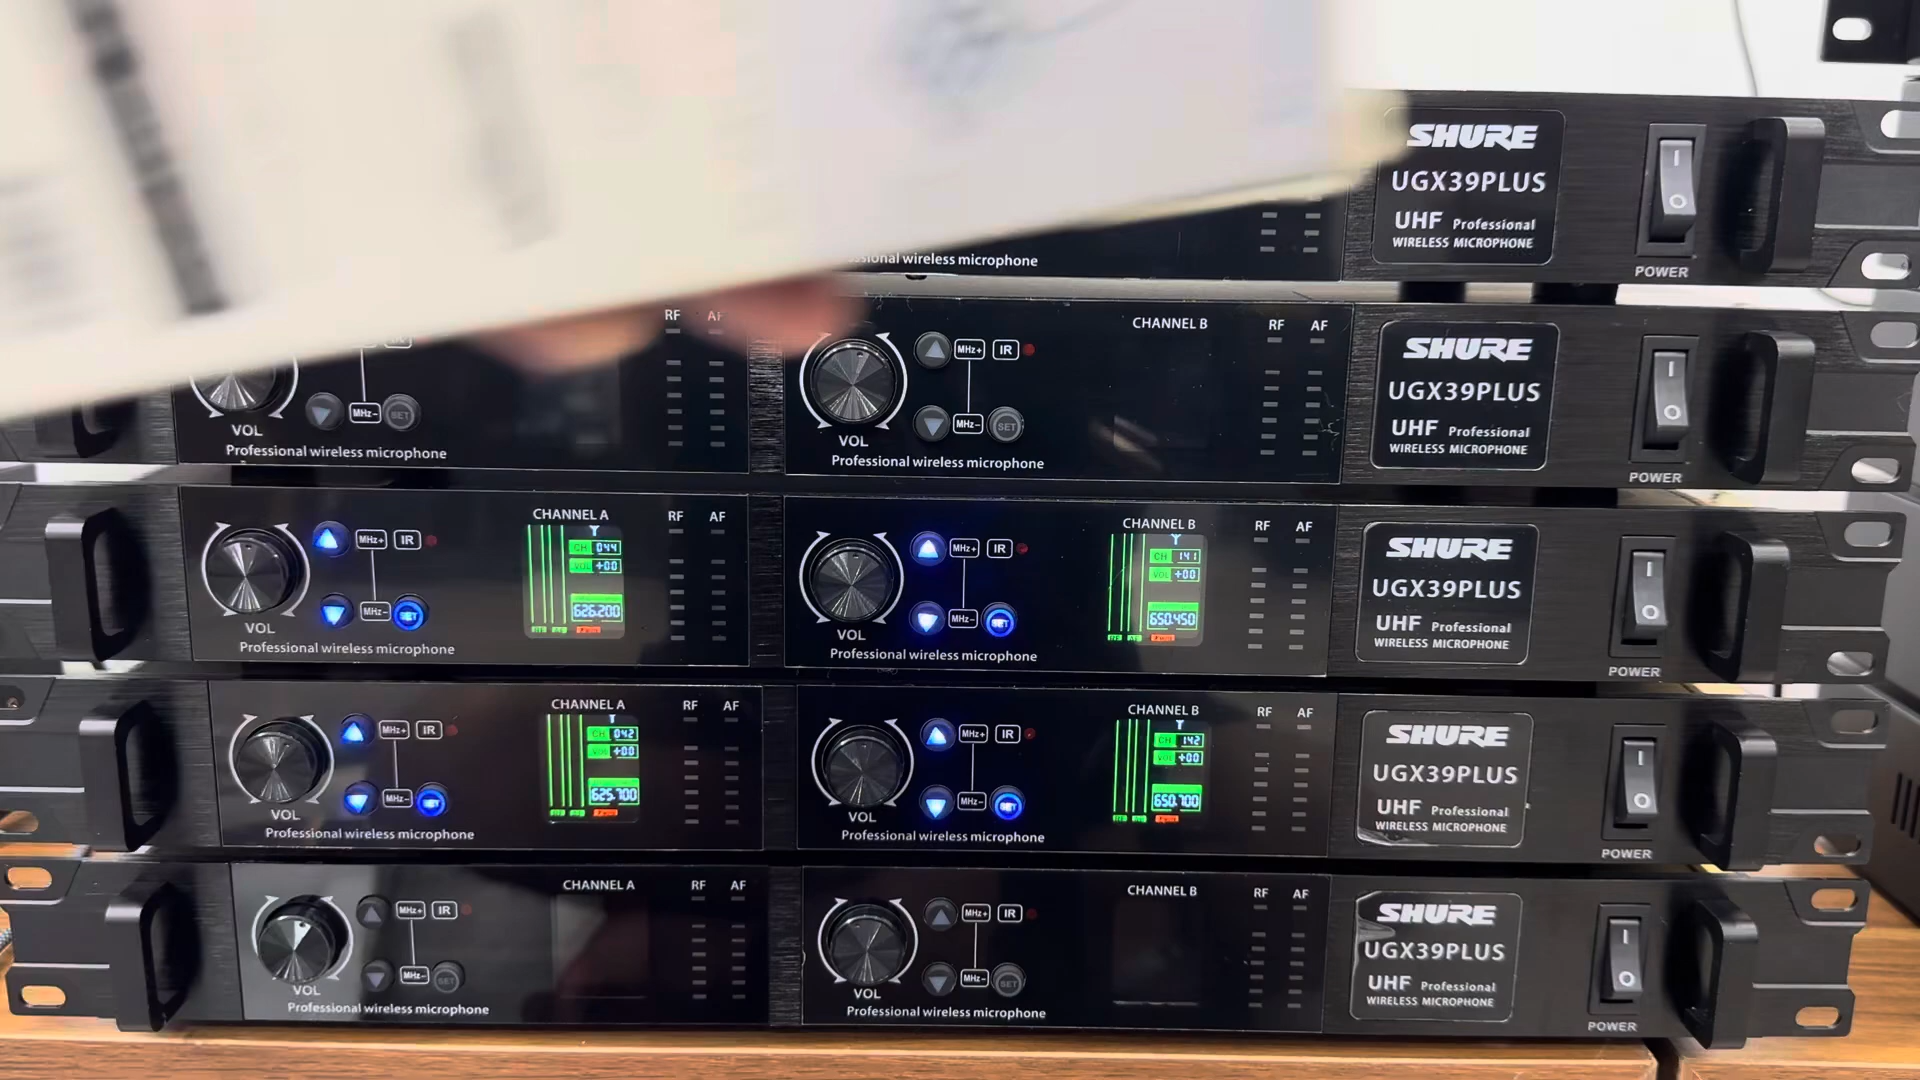 SHURE
UGX39PLUS
UHF Professional
WIRELESS MICROPHONE
POWER
wireless microphone
RF AF
MHz-
SET
VOL
Professional wireless microphone
CHANNEL B
RF AF
MHz+ IR
MHz-
SET
VOL
Professional wireless microphone
SHURE
UGX39PLUS
UHF Professional
WIRELESS MICROPHONE
POWER
CHANNEL A
RF AF
MHz+ IR
CH 044
VOL +00
626.200
MHz-
SET
VOL
Professional wireless microphone
CHANNEL B
RF AF
MHz+ IR
CH 141
VOL +00
650.450
MHz-
SET
VOL
Professional wireless microphone
SHURE
UGX39PLUS
UHF Professional
WIRELESS MICROPHONE
POWER
CHANNEL A
RF AF
MHz+ IR
CH 042
VOL +00
625.700
MHz-
SET
VOL
Professional wireless microphone
CHANNEL B
RF AF
MHz+ IR
CH 142
VOL +00
650.700
MHz-
SET
VOL
Professional wireless microphone
SHURE
UGX39PLUS
UHF Professional
WIRELESS MICROPHONE
POWER
CHANNEL A
RF AF
MHz+ IR
MHz-
SET
VOL
Professional wireless microphone
CHANNEL B
RF AF
MHz+ IR
MHz-
SET
VOL
Professional wireless microphone
SHURE
UGX39PLUS
UHF Professional
WIRELESS MICROPHONE
POWER